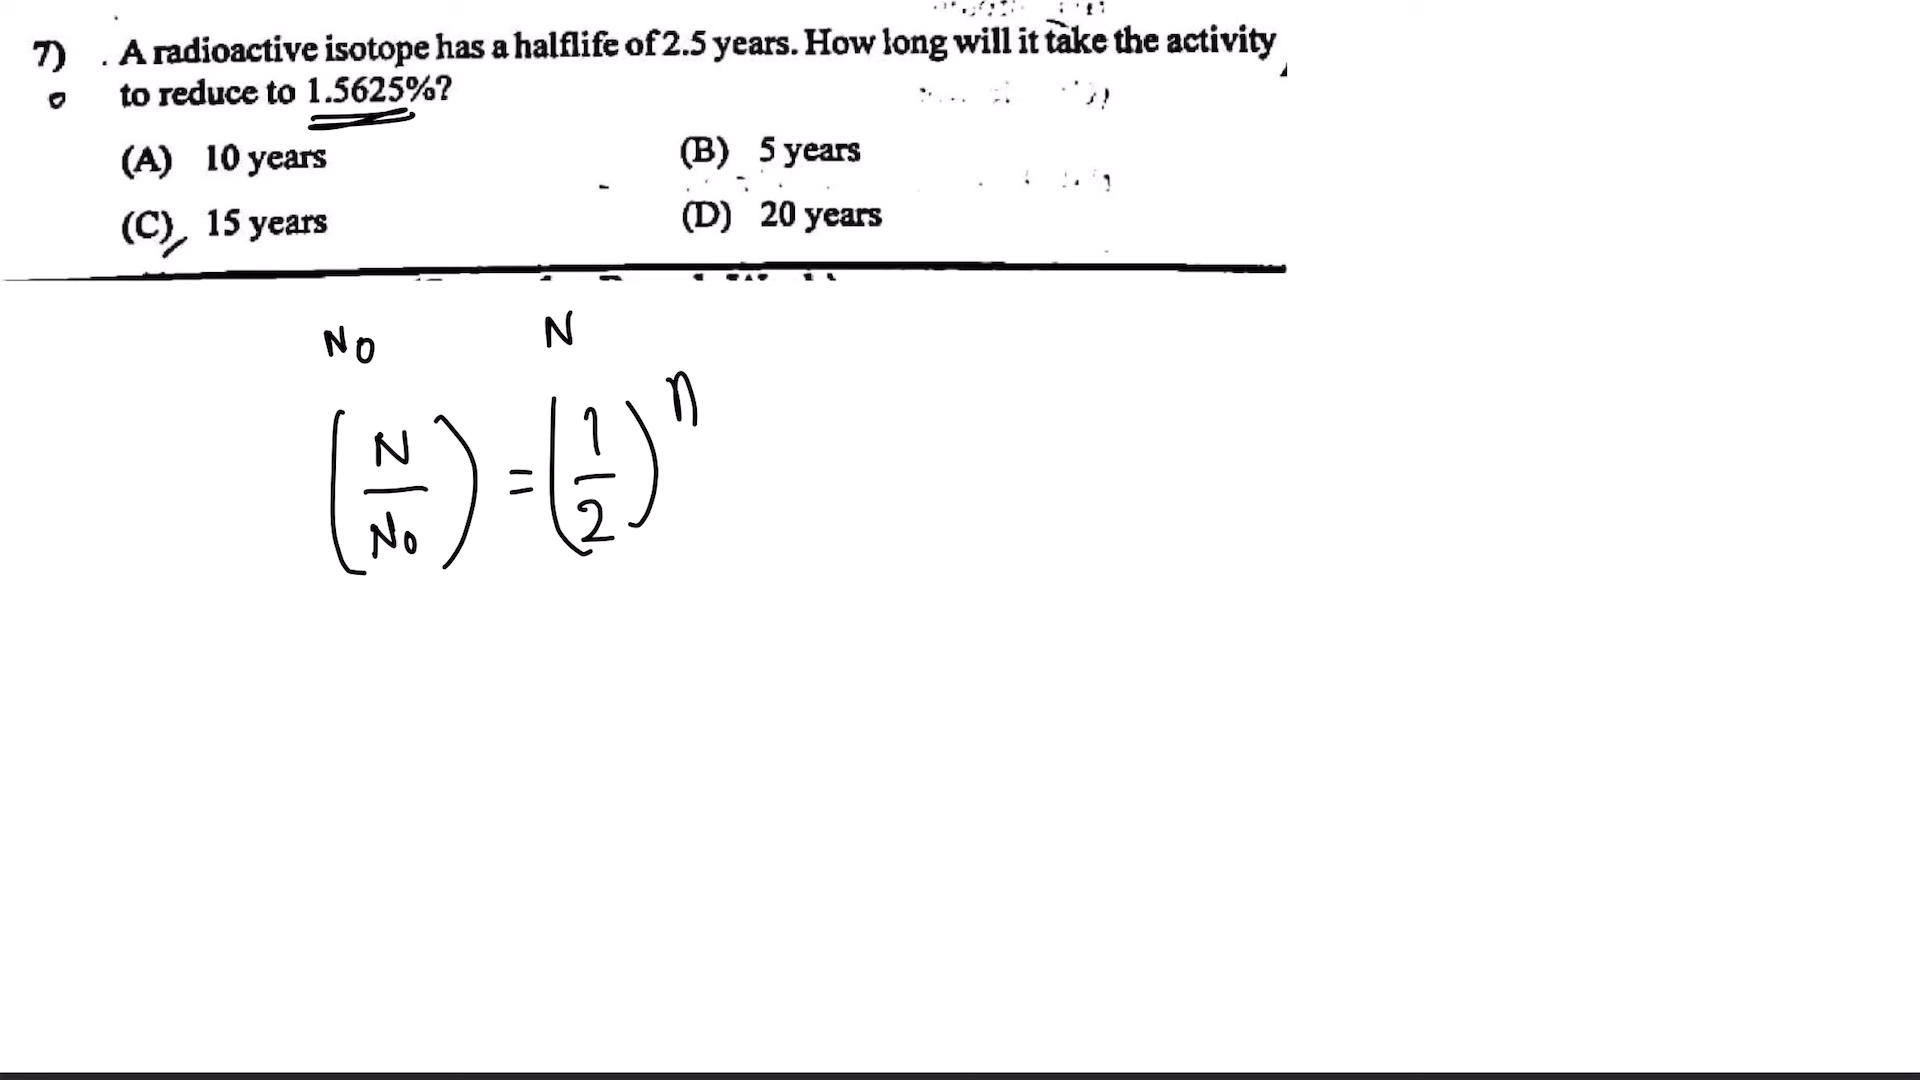 7) . A radioactive isotope has a halflife of 2.5 years. How long will it take the activity
to reduce to 1.5625%?
(A) 10 years (B) 5 years
(C) 15 years (D) 20 years
N₀ N
(N/N₀) = (1/2)ⁿ